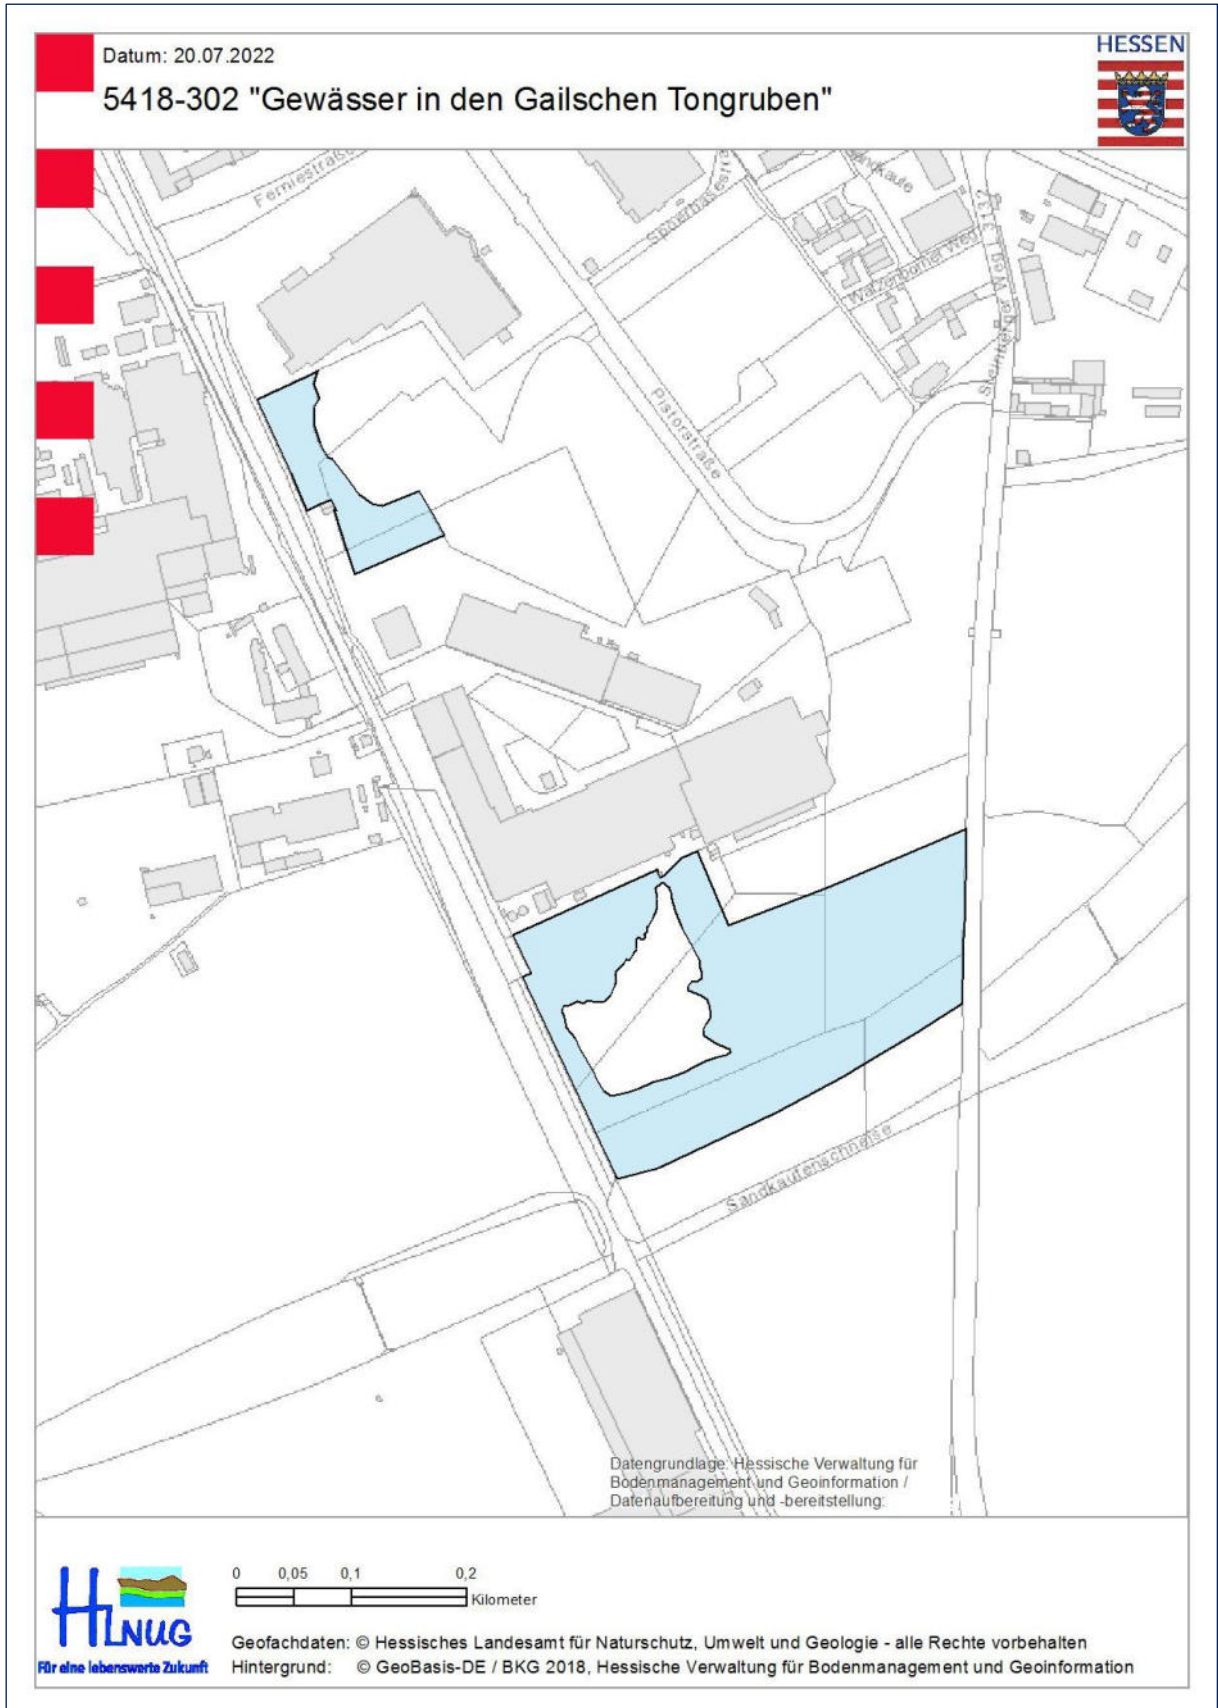 Datum: 20.07.2022
HESSEN
5418-302 "Gewässer in den Gailschen Tongruben"
Ferniestraße
Watzenborner Weg
Steinberger Weg L 3132
Pistorstraße
Sandkautenschneise
Datengrundlage: Hessische Verwaltung für
Bodenmanagement und Geoinformation /
Datenaufbereitung und -bereitstellung:
0 0,05 0,1 0,2
Kilometer
HLNUG
Für eine lebenswerte Zukunft
Geofachdaten: © Hessisches Landesamt für Naturschutz, Umwelt und Geologie - alle Rechte vorbehalten
Hintergrund: © GeoBasis-DE / BKG 2018, Hessische Verwaltung für Bodenmanagement und Geoinformation